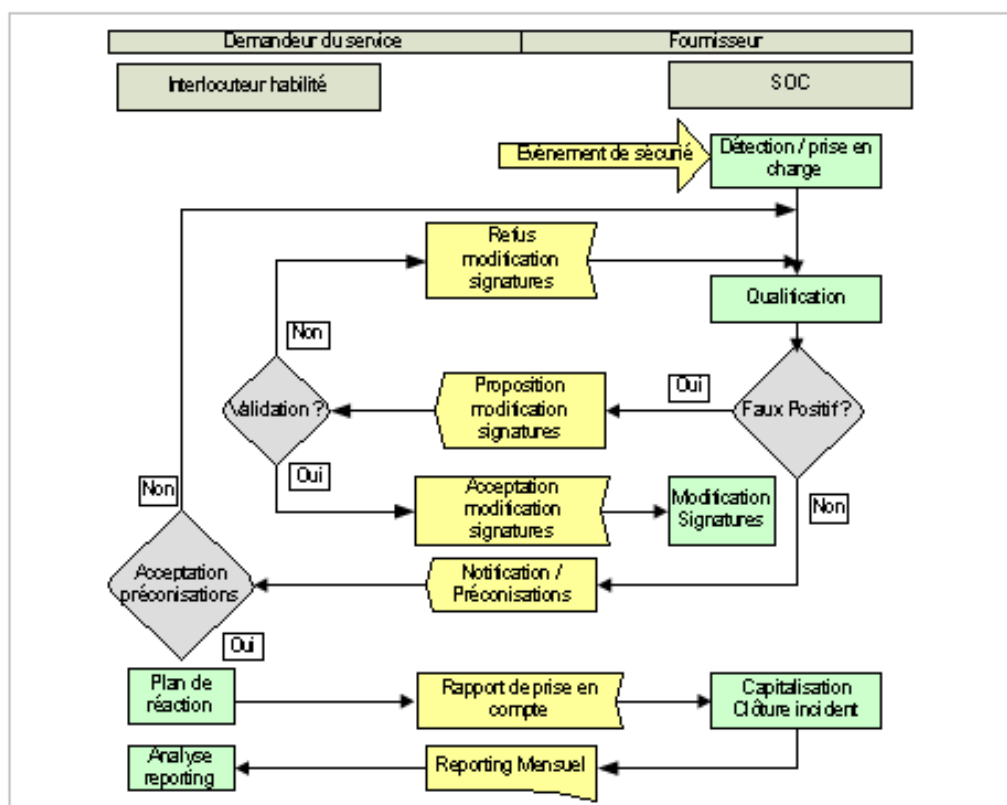 Demandeur du service
Fournisseur
Interlocuteur habilité
SOC
Evènement de sécurié
Détection / prise en
charge
Refus
modification
signatures
Qualification
Non
Validation ?
Proposition
modification
signatures
Oui
Faux Positif ?
Oui
Non
Acceptation
modification
signatures
Modification
Signatures
Non
Acceptation
préconisations
Notification /
Préconisations
Oui
Plan de
réaction
Rapport de prise en
compte
Capitalisation
Clôture incident
Analyse
reporting
Reporting Mensuel